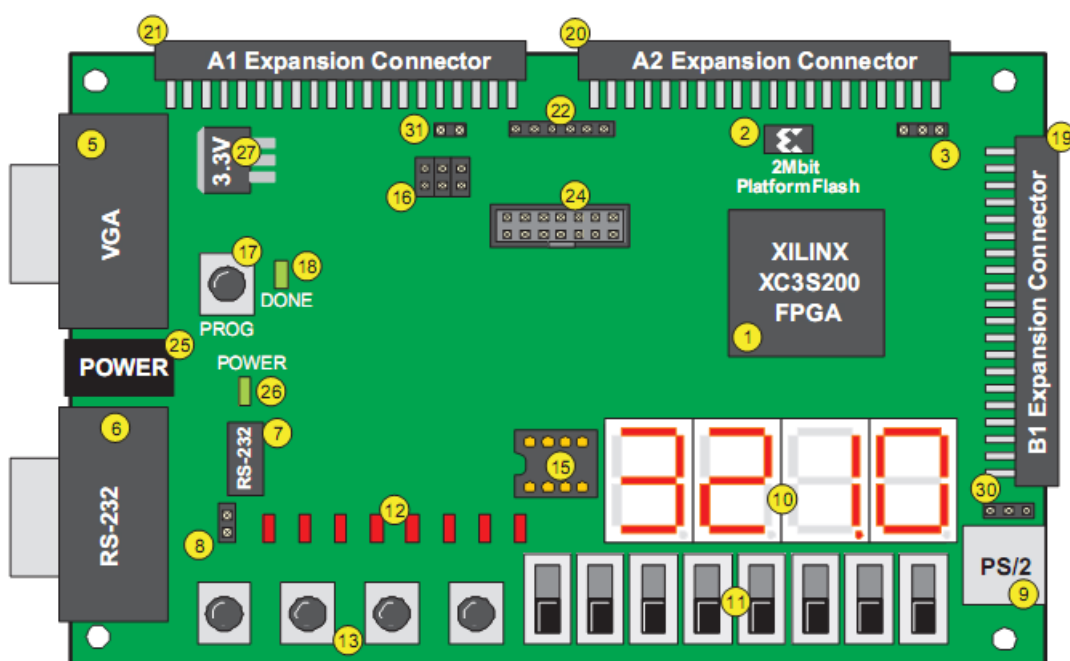 21
A1 Expansion Connector
20
A2 Expansion Connector
5
VGA
27
3.3V
31
22
2
2Mbit
Platform Flash
3
19
B1 Expansion Connector
16
24
17
PROG
18
DONE
XILINX
XC3S200
FPGA
1
25
POWER
POWER
26
6
RS-232
7
RS-232
8
12
15
321.0
10
30
PS/2
9
13
11